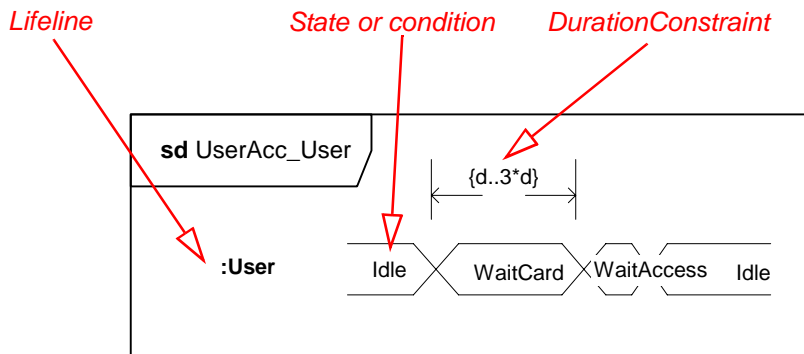 Lifeline State or condition DurationConstraint
sd UserAcc_User
{d..3*d}
:User Idle WaitCard WaitAccess Idle